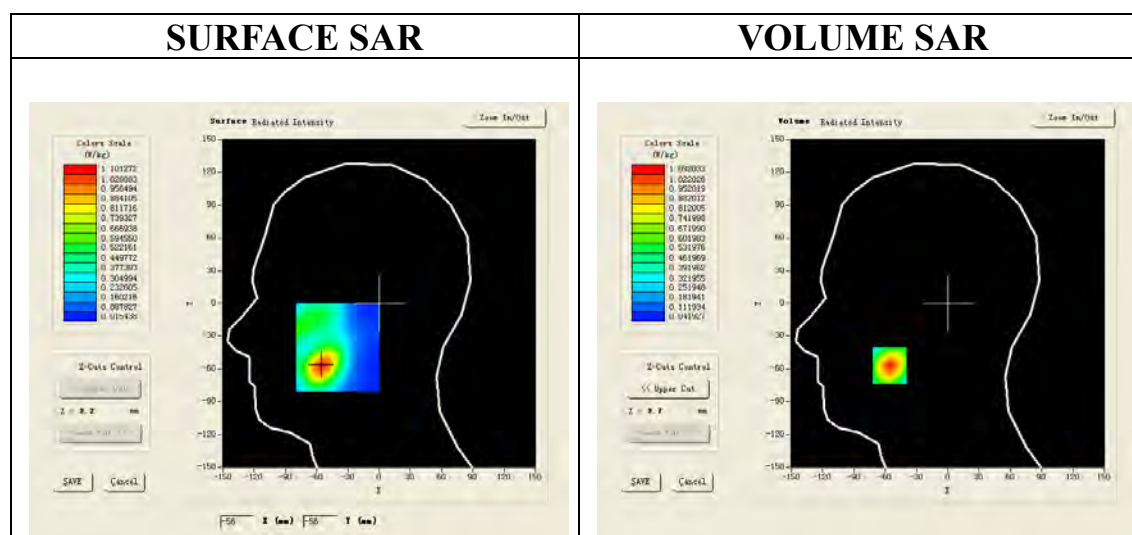 SURFACE SAR
VOLUME SAR
Surface Radiated Intensity
Zoom In/Out
Colors Scale
(W/kg)
1.101272
1.028883
0.956494
0.884105
0.811716
0.739327
0.666938
0.594550
0.522161
0.449772
0.377383
0.304994
0.232605
0.160216
0.087827
0.015438
150
120
90
60
30
0
-30
-60
-90
-120
-150
-150 -120 -90 -60 -30 0 30 60 90 120 150
Z-Cuts Control
mm
SAVE
Cancel
-56 X (mm) -56 Y (mm)
Volume Radiated Intensity
Zoom In/Out
Colors Scale
(W/kg)
1.092033
1.022026
0.952019
0.882012
0.812005
0.741998
0.671990
0.601983
0.531976
0.461969
0.391962
0.321955
0.251948
0.181941
0.111934
0.041927
150
120
90
60
30
0
-30
-60
-90
-120
-150
-150 -120 -90 -60 -30 0 30 60 90 120 150
Z-Cuts Control
<< Upper Cut
mm
SAVE
Cancel